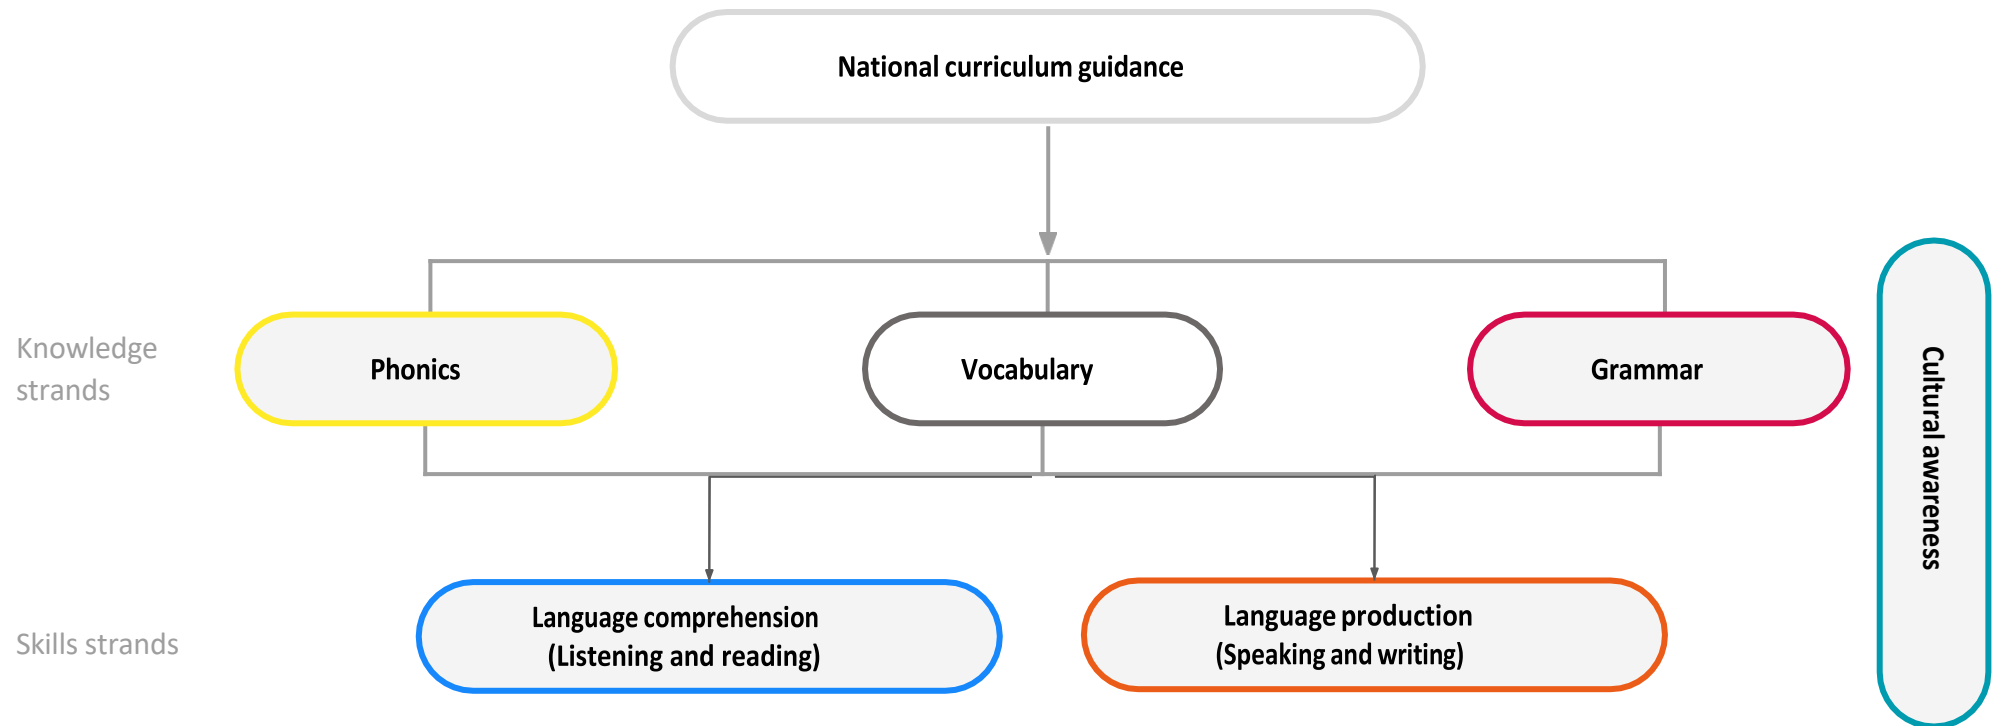 National curriculum guidance
Knowledge
strands
Phonics
Vocabulary
Grammar
Cultural awareness
Skills strands
Language comprehension
(Listening and reading)
Language production
(Speaking and writing)